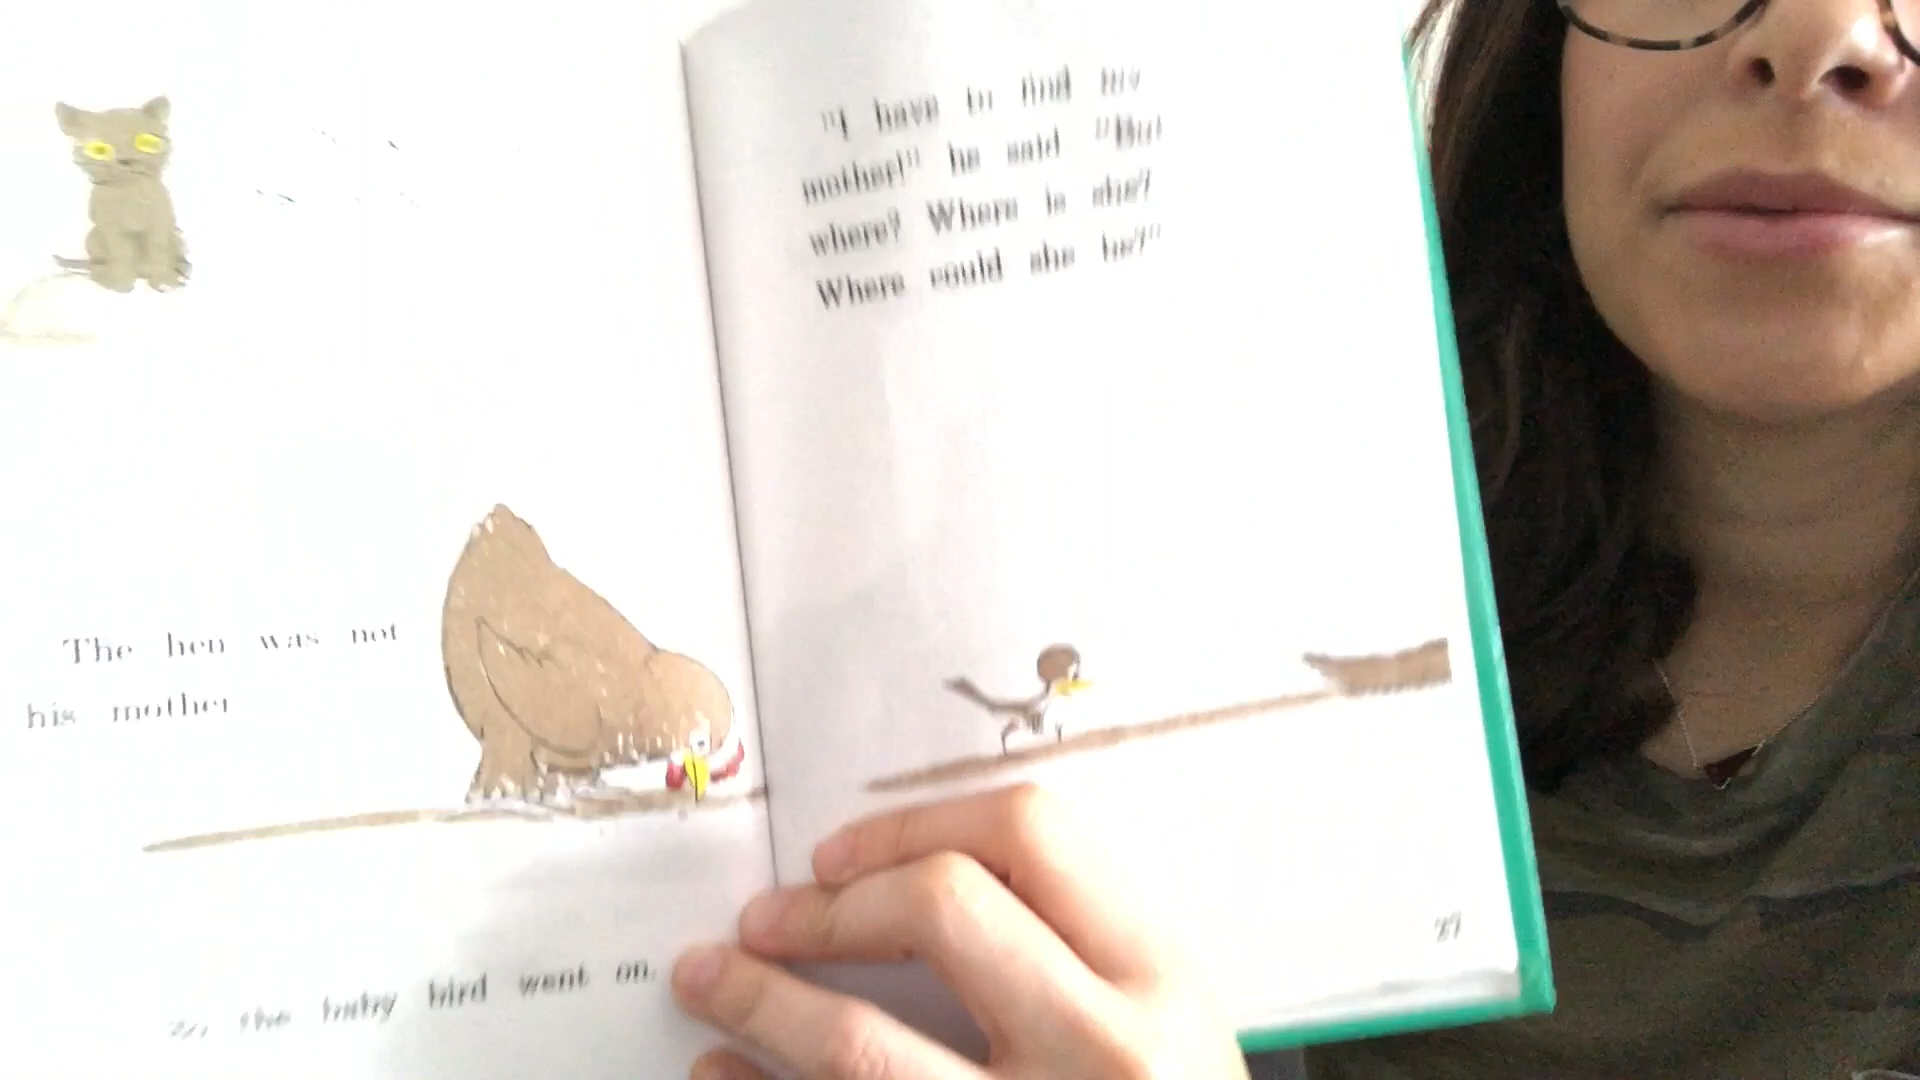 The hen was not
his mother
So, the baby bird went on.
"I have to find my
mother!" he said "But
where? Where is she?
Where could she be?"